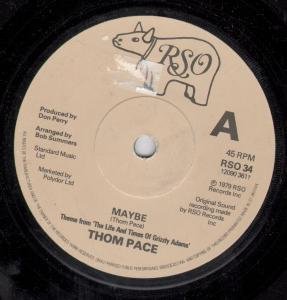 RSO
A
45 RPM
RSO 34
(2090 361)
℗ 1979 RSO
Records
Inc
Original Sound
recording made
by RSO Records
Inc
Produced by
Don Perry
Arranged by
Bob Summers
Standard Music
Ltd
Marketed by
Polydor Ltd
MAYBE
(Thom Pace)
Theme from 'The Life And Times Of Grizzly Adams'
THOM PACE